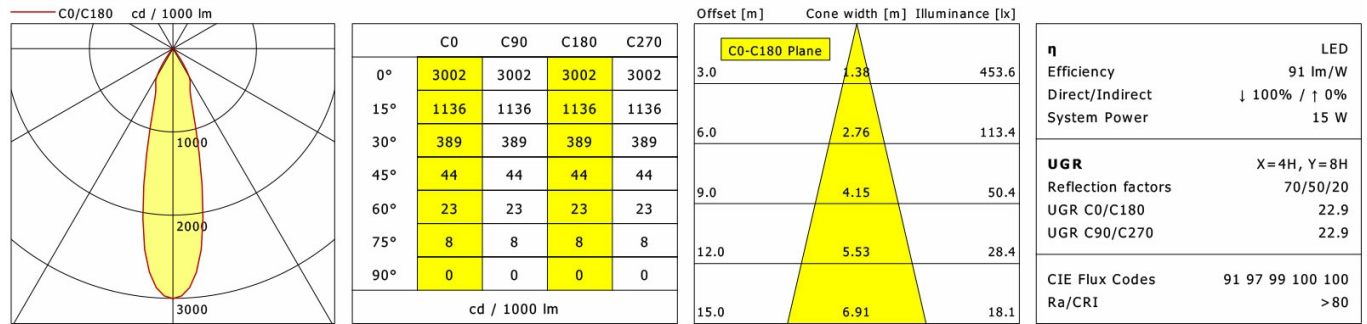 C0/C180 cd / 1000 lm
1000
2000
3000
C0 C90 C180 C270
0° 3002 3002 3002 3002
15° 1136 1136 1136 1136
30° 389 389 389 389
45° 44 44 44 44
60° 23 23 23 23
75° 8 8 8 8
90° 0 0 0 0
cd / 1000 lm
Offset [m] Cone width [m] Illuminance [lx]
C0-C180 Plane
3.0 1.38 453.6
6.0 2.76 113.4
9.0 4.15 50.4
12.0 5.53 28.4
15.0 6.91 18.1
η LED
Efficiency 91 lm/W
Direct/Indirect ↓ 100% / ↑ 0%
System Power 15 W
UGR X=4H, Y=8H
Reflection factors 70/50/20
UGR C0/C180 22.9
UGR C90/C270 22.9
CIE Flux Codes 91 97 99 100 100
Ra/CRI >80